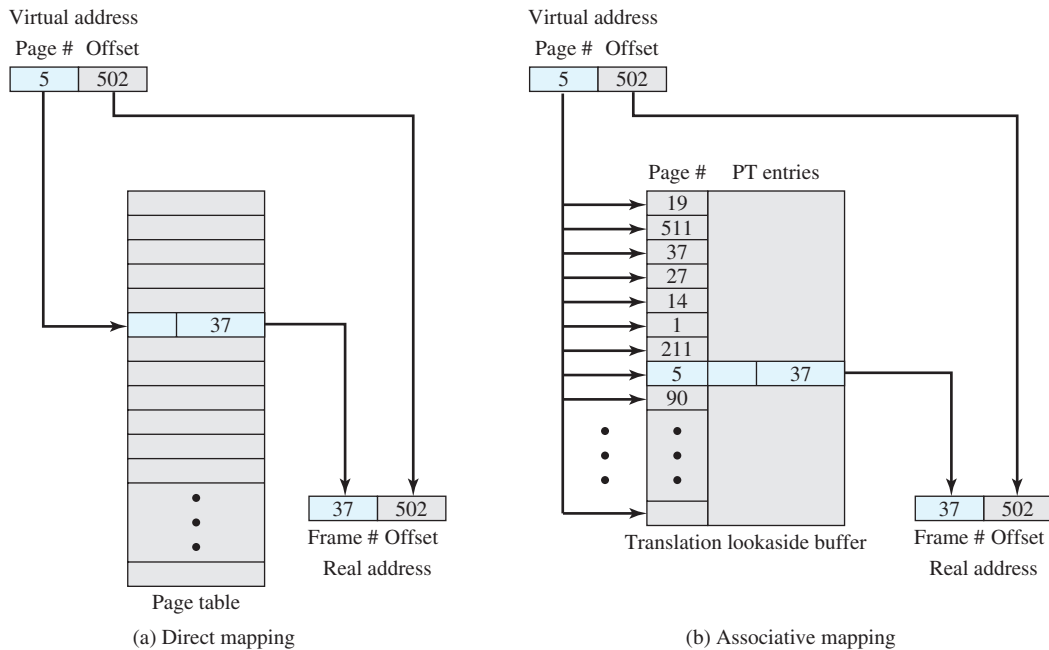 Virtual address
Page # Offset
5 502
37
37 502
Frame # Offset
Real address
Page table
(a) Direct mapping
Virtual address
Page # Offset
5 502
Page # PT entries
19
511
37
27
14
1
211
5 37
90
37 502
Frame # Offset
Real address
Translation lookaside buffer
(b) Associative mapping